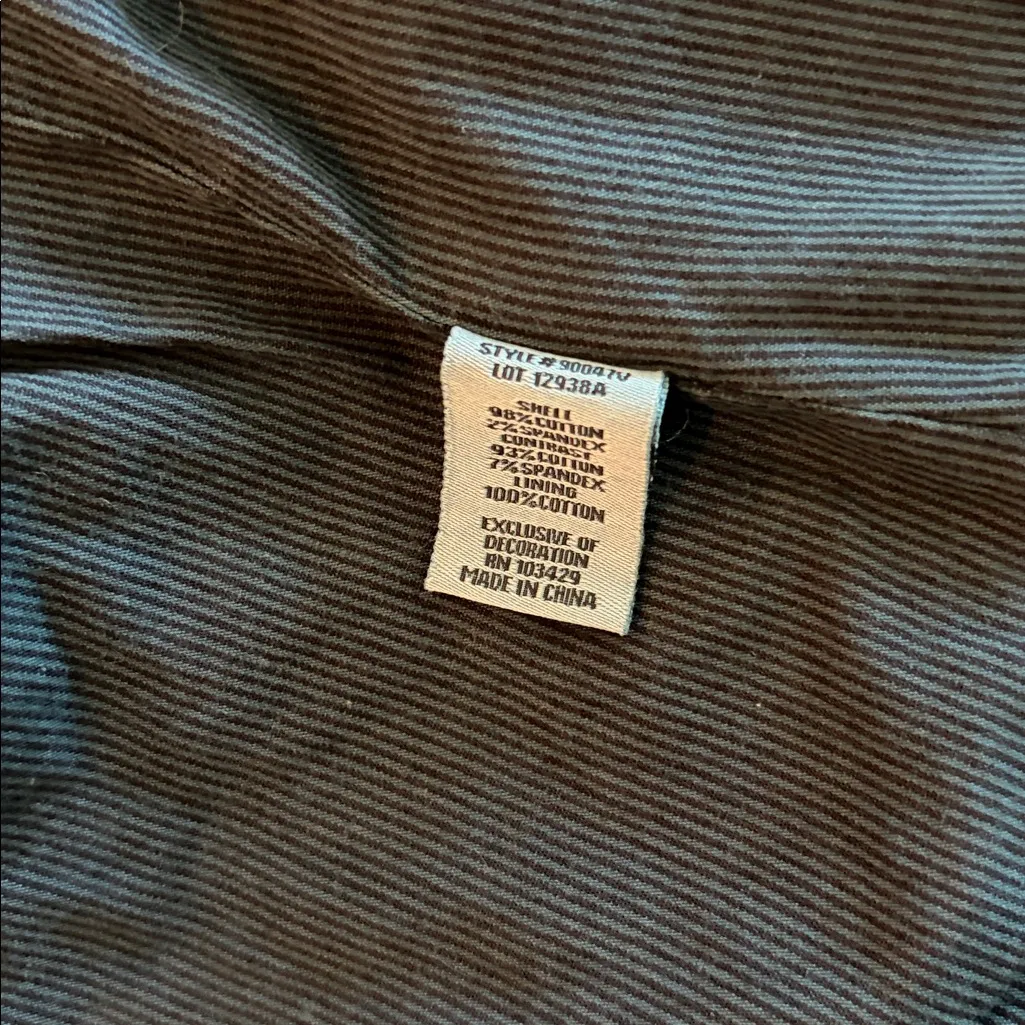 STYLE# 900470
LOT 12938A
SHELL
98%COTTON
2%SPANDEX
CONTRAST
93%COTTON
7%SPANDEX
LINING
100%COTTON
EXCLUSIVE OF
DECORATION
RN 103429
MADE IN CHINA